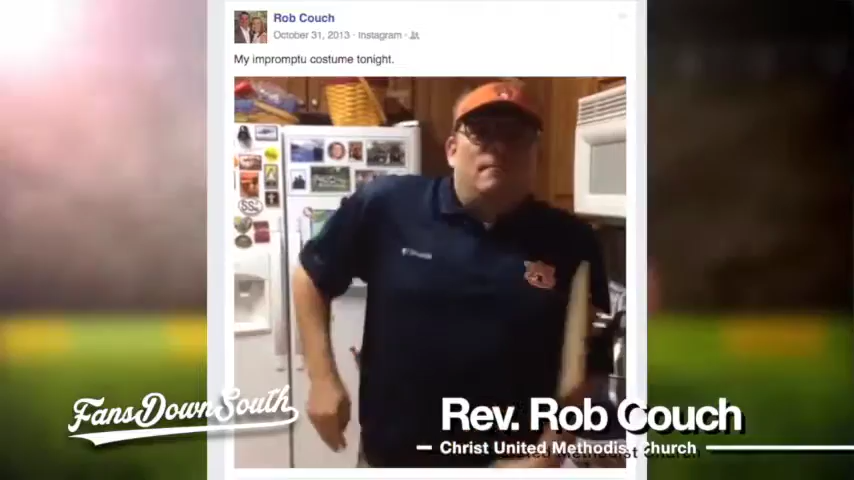 Rob Couch
October 31, 2013 · Instagram ·
My impromptu costume tonight.
FansDownSouth
Rev. Rob Couch
Christ United Methodist Church